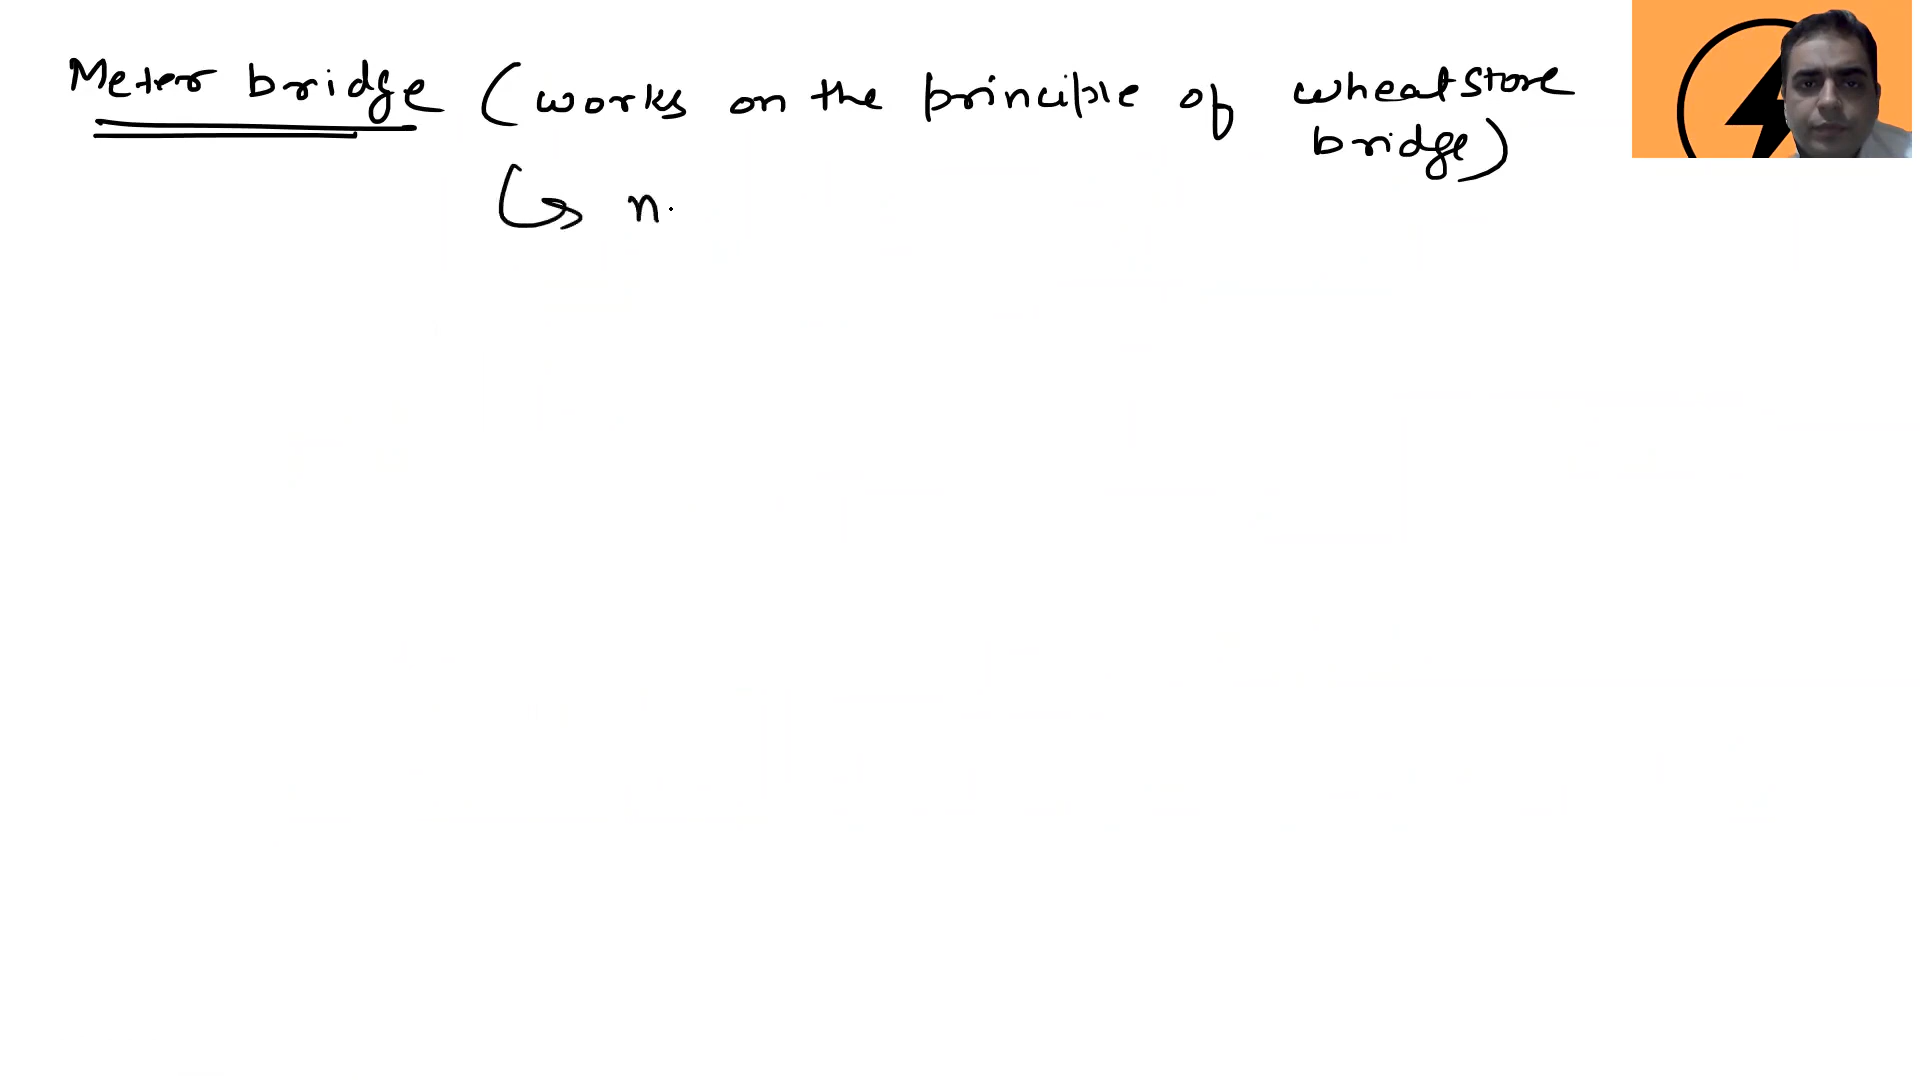 Meter bridge (works on the principle of wheatstone
bridge)
↳ n.